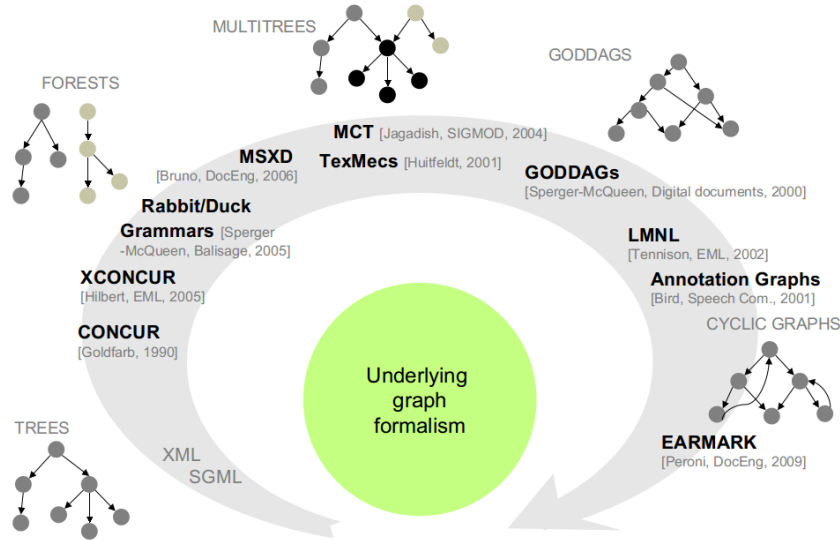 MULTITREES
GODDAGS
FORESTS
MCT [Jagadish, SIGMOD, 2004]
MSXD
TexMecs [Huitfeldt, 2001]
[Bruno, DocEng, 2006]
GODDAGs
[Sperger-McQueen, Digital documents, 2000]
Rabbit/Duck
Grammars [Sperger
-McQueen, Balisage, 2005]
LMNL
[Tennison, EML, 2002]
XCONCUR
[Hilbert, EML, 2005]
Annotation Graphs
[Bird, Speech Com., 2001]
CYCLIC GRAPHS
CONCUR
[Goldfarb, 1990]
Underlying
graph
formalism
TREES
EARMARK
[Peroni, DocEng, 2009]
XML
SGML